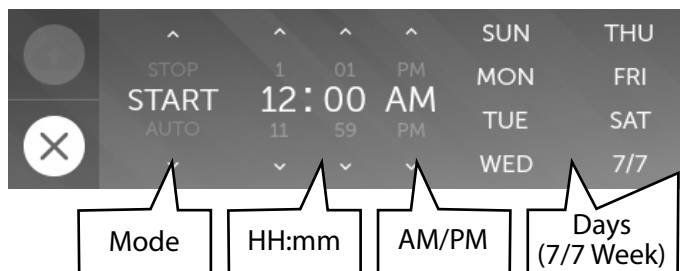 SUN THU
STOP 1 01 PM
MON FRI
START 12:00 AM
TUE SAT
AUTO 11 59 PM
WED 7/7
Mode HH:mm AM/PM Days
(7/7 Week)